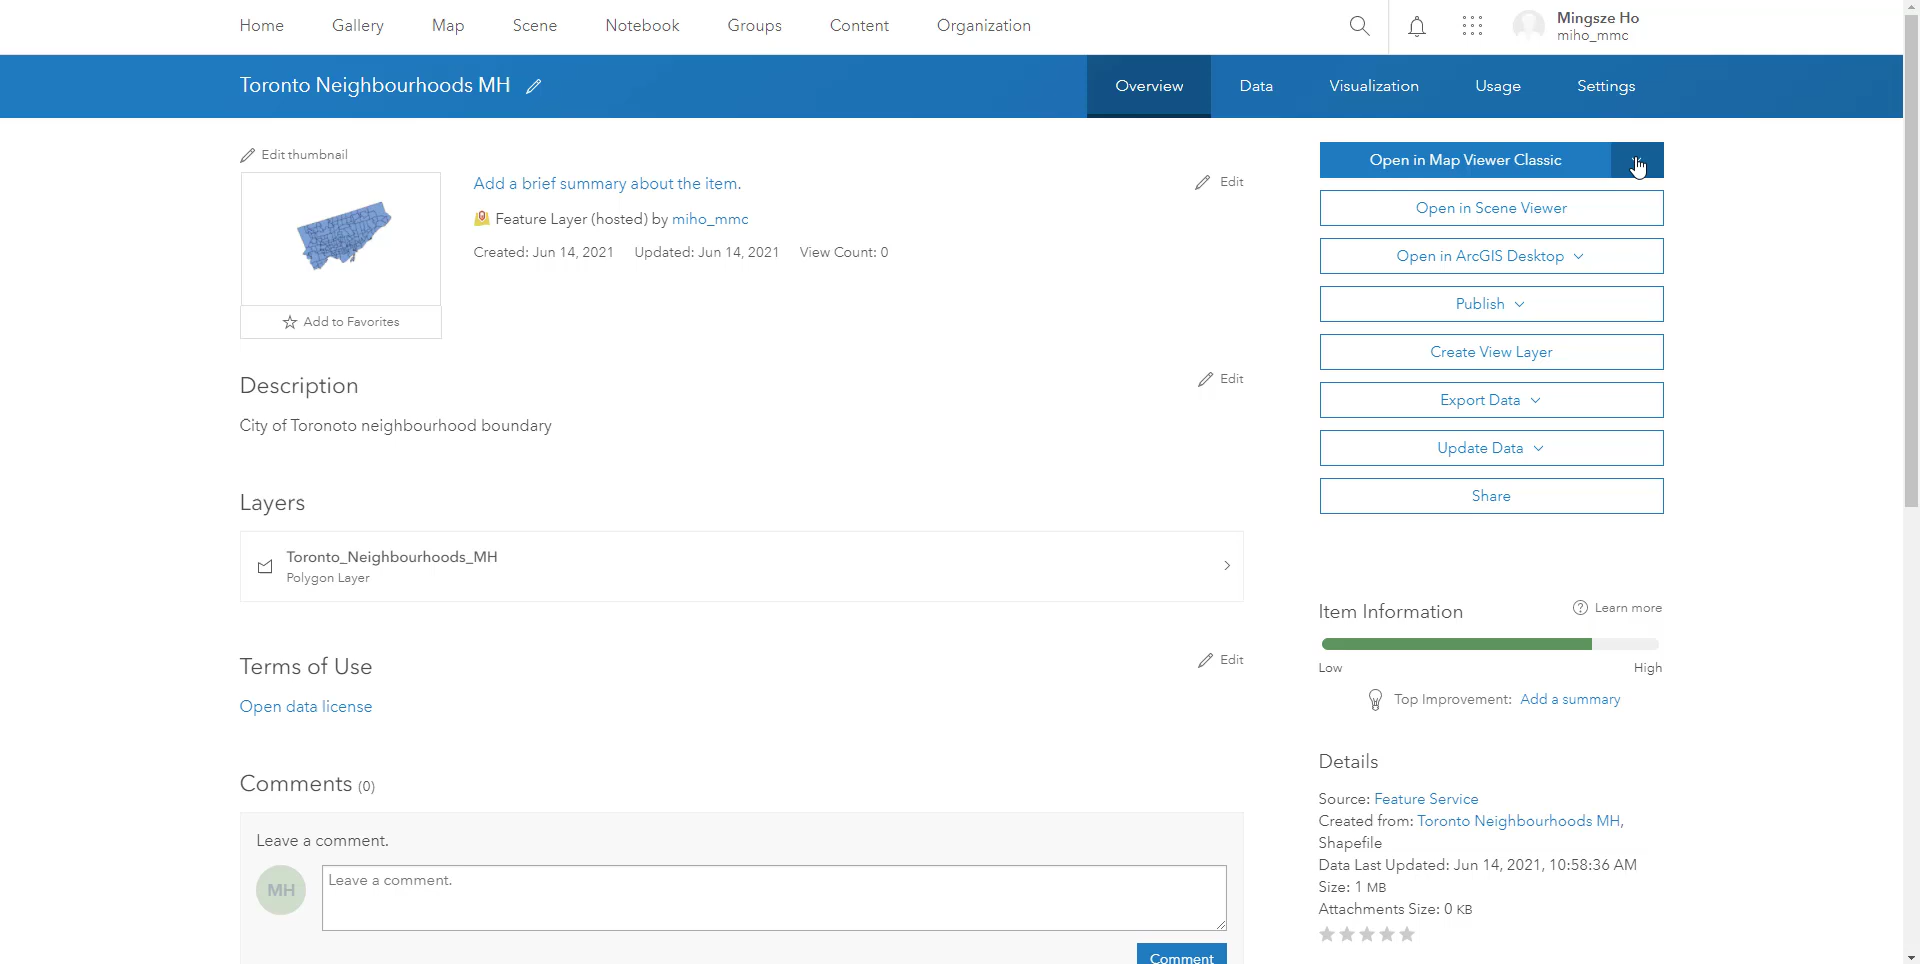 Home Gallery Map Scene Notebook Groups Content Organization
Mingsze Ho
miho_mmc
Toronto Neighbourhoods MH
Overview Data Visualization Usage Settings
Edit thumbnail
Add to Favorites
Add a brief summary about the item.
Edit
Feature Layer (hosted) by miho_mmc
Created: Jun 14, 2021 Updated: Jun 14, 2021 View Count: 0
Description
Edit
City of Toronoto neighbourhood boundary
Layers
Toronto_Neighbourhoods_MH
Polygon Layer
Terms of Use
Edit
Open data license
Comments (0)
Leave a comment.
MH
Leave a comment.
Comment
Open in Map Viewer Classic
Open in Scene Viewer
Open in ArcGIS Desktop
Publish
Create View Layer
Export Data
Update Data
Share
Item Information
Learn more
Low High
Top Improvement: Add a summary
Details
Source: Feature Service
Created from: Toronto Neighbourhoods MH,
Shapefile
Data Last Updated: Jun 14, 2021, 10:58:36 AM
Size: 1 MB
Attachments Size: 0 KB